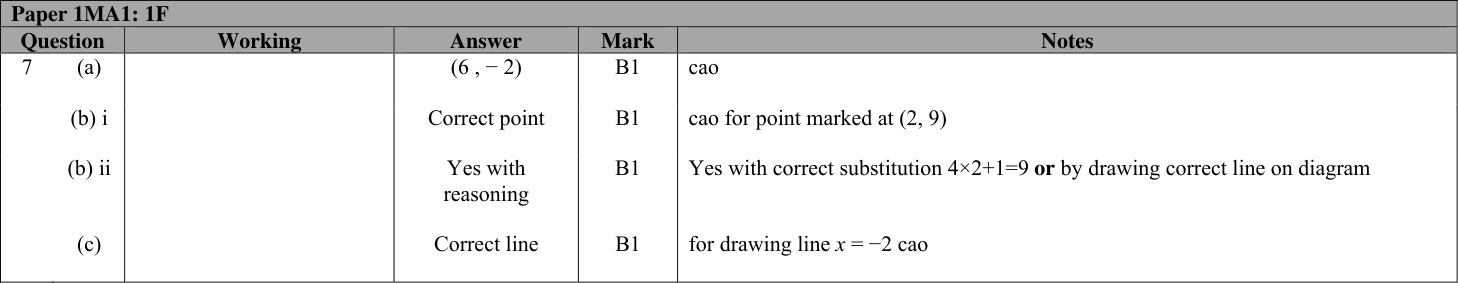 Paper 1MA1: 1F
Question Working Answer Mark Notes
7 (a) (6 , − 2) B1 cao
(b) i Correct point B1 cao for point marked at (2, 9)
(b) ii Yes with B1 Yes with correct substitution 4×2+1=9 or by drawing correct line on diagram
reasoning
(c) Correct line B1 for drawing line x = −2 cao